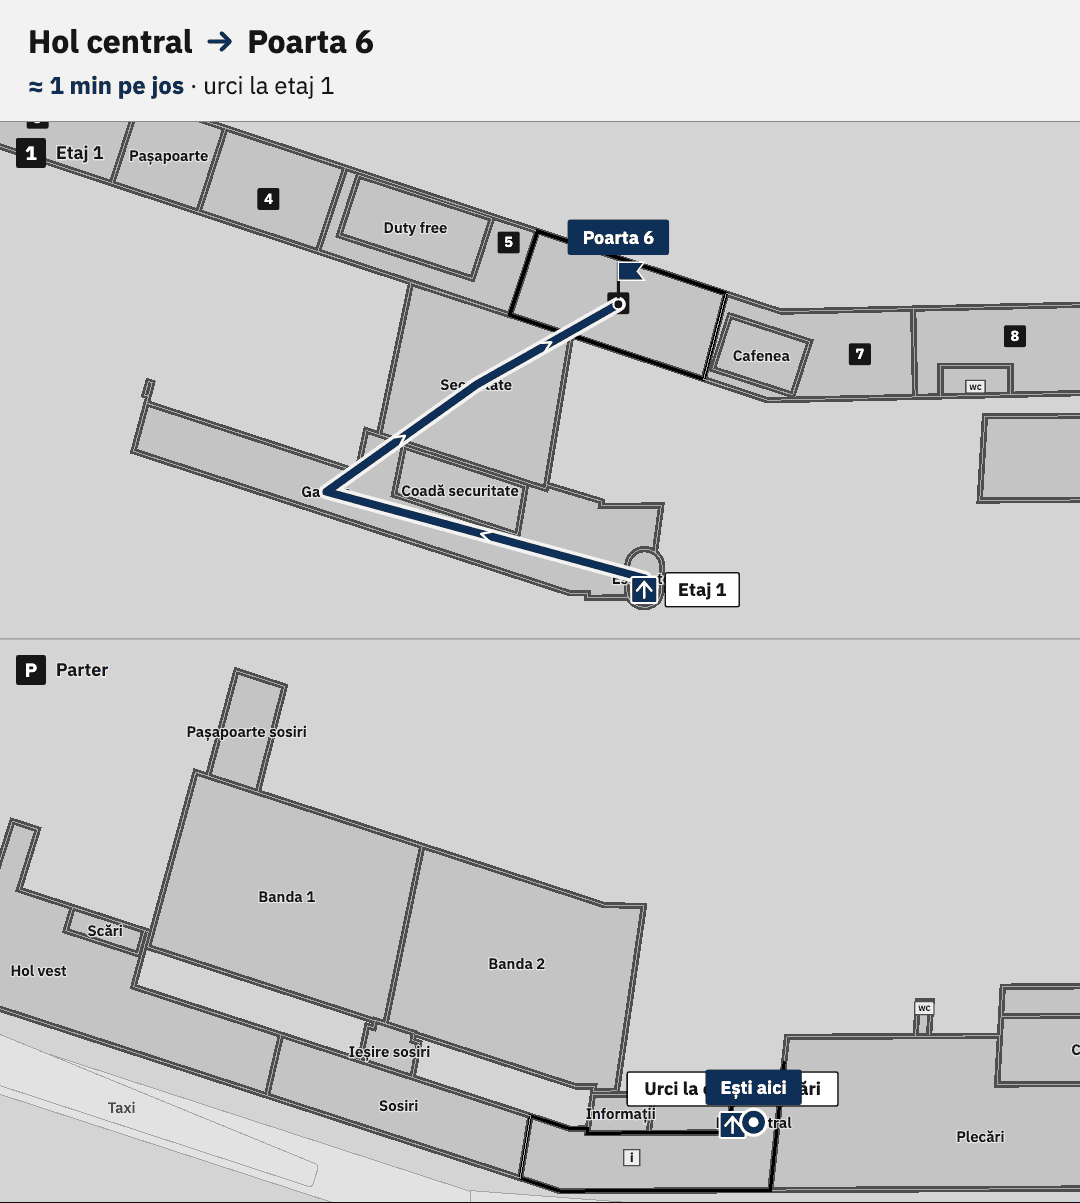 Hol central → Poarta 6
≈ 1 min pe jos · urci la etaj 1
1 Etaj 1
Pașapoarte
4
Duty free
5
Poarta 6
Cafenea
7
8
WC
Coadă securitate
Etaj 1
P Parter
Pașapoarte sosiri
Banda 1
Banda 2
Scări
Hol vest
WC
Ieșire sosiri
Urci la
Ești aici
Informații
Taxi
Sosiri
i
Plecări